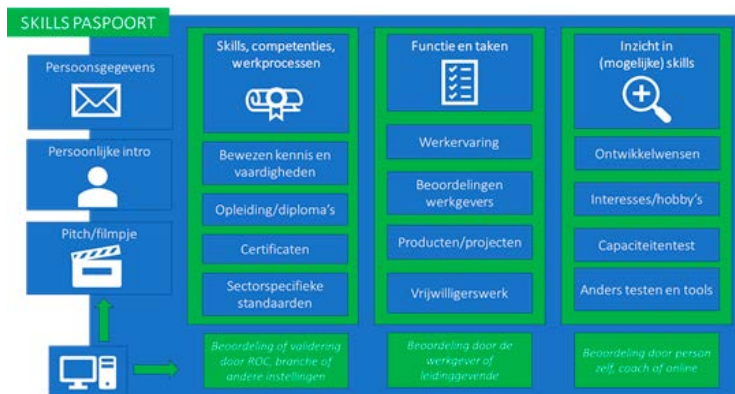 SKILLS PASPOORT
Persoonsgegevens
Persoonlijke intro
Pitch/filmpje
Skills, competenties,
werkprocessen
Bewezen kennis en
vaardigheden
Opleiding/diploma's
Certificaten
Sectorspecifieke
standaarden
Beoordeling of validering
door ROC, branche of
andere instellingen
Functie en taken
Werkervaring
Beoordelingen
werkgevers
Producten/projecten
Vrijwilligerswerk
Beoordeling door de
werkgever of
leidinggevende
Inzicht in
(mogelijke) skills
Ontwikkelwensen
Interesses/hobby's
Capaciteitentest
Anders testen en tools
Beoordeling door person
zelf, coach of online